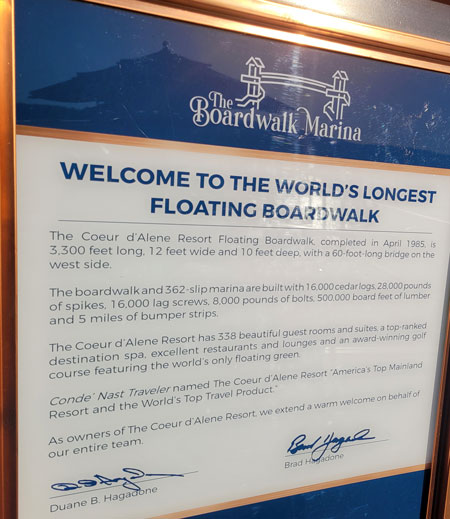 The
Boardwalk Marina
WELCOME TO THE WORLD'S LONGEST
FLOATING BOARDWALK
The Coeur d'Alene Resort Floating Boardwalk, completed in April 1985, is
3,300 feet long, 12 feet wide and 10 feet deep, with a 60-foot-long bridge on the
west side.
The boardwalk and 362-slip marina are built with 16,000 cedar logs, 28,000 pounds
of spikes, 16,000 lag screws, 8,000 pounds of bolts, 500,000 board feet of lumber
and 5 miles of bumper strips.
The Coeur d'Alene Resort has 338 beautiful guest rooms and suites, a top-ranked
destination spa, excellent restaurants and lounges and an award-winning golf
course featuring the world's only floating green.
Conde' Nast Traveler named The Coeur d'Alene Resort "America's Top Mainland
Resort and the World's Top Travel Product."
As owners of The Coeur d'Alene Resort, we extend a warm welcome on behalf of
our entire team.
Brad Hagadone
Duane B. Hagadone
Brad Hagadone